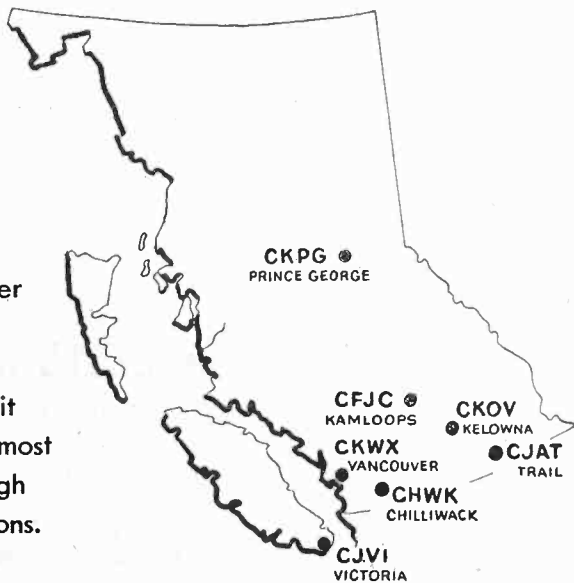 CKPG
PRINCE GEORGE
er
CFJC
KAMLOOPS
it
CKOV
KELOWNA
most
CKWX
VANCOUVER
CJAT
TRAIL
gh
CHWK
CHILLIWACK
ons.
CJVI
VICTORIA